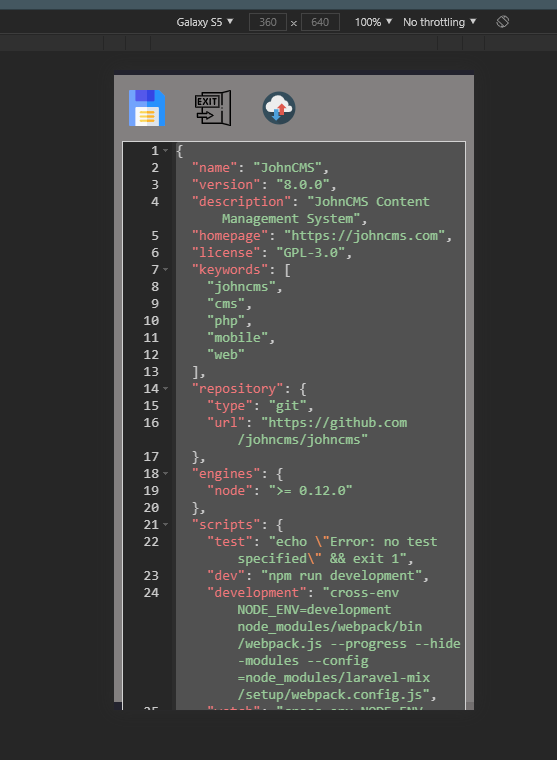 Galaxy S5 ▼ 360 × 640 100% ▼ No throttling ▼
EXIT
1 {
2 "name": "JohnCMS",
3 "version": "8.0.0",
4 "description": "JohnCMS Content
Management System",
5 "homepage": "https://johncms.com",
6 "license": "GPL-3.0",
7 "keywords": [
8 "johncms",
9 "cms",
10 "php",
11 "mobile",
12 "web"
13 ],
14 "repository": {
15 "type": "git",
16 "url": "https://github.com
/johncms/johncms"
17 },
18 "engines": {
19 "node": ">= 0.12.0"
20 },
21 "scripts": {
22 "test": "echo \"Error: no test
specified\" && exit 1",
23 "dev": "npm run development",
24 "development": "cross-env
NODE_ENV=development
node_modules/webpack/bin
/webpack.js --progress --hide
-modules --config
=node_modules/laravel-mix
/setup/webpack.config.js",
25 "watch": "cross-env NODE_ENV